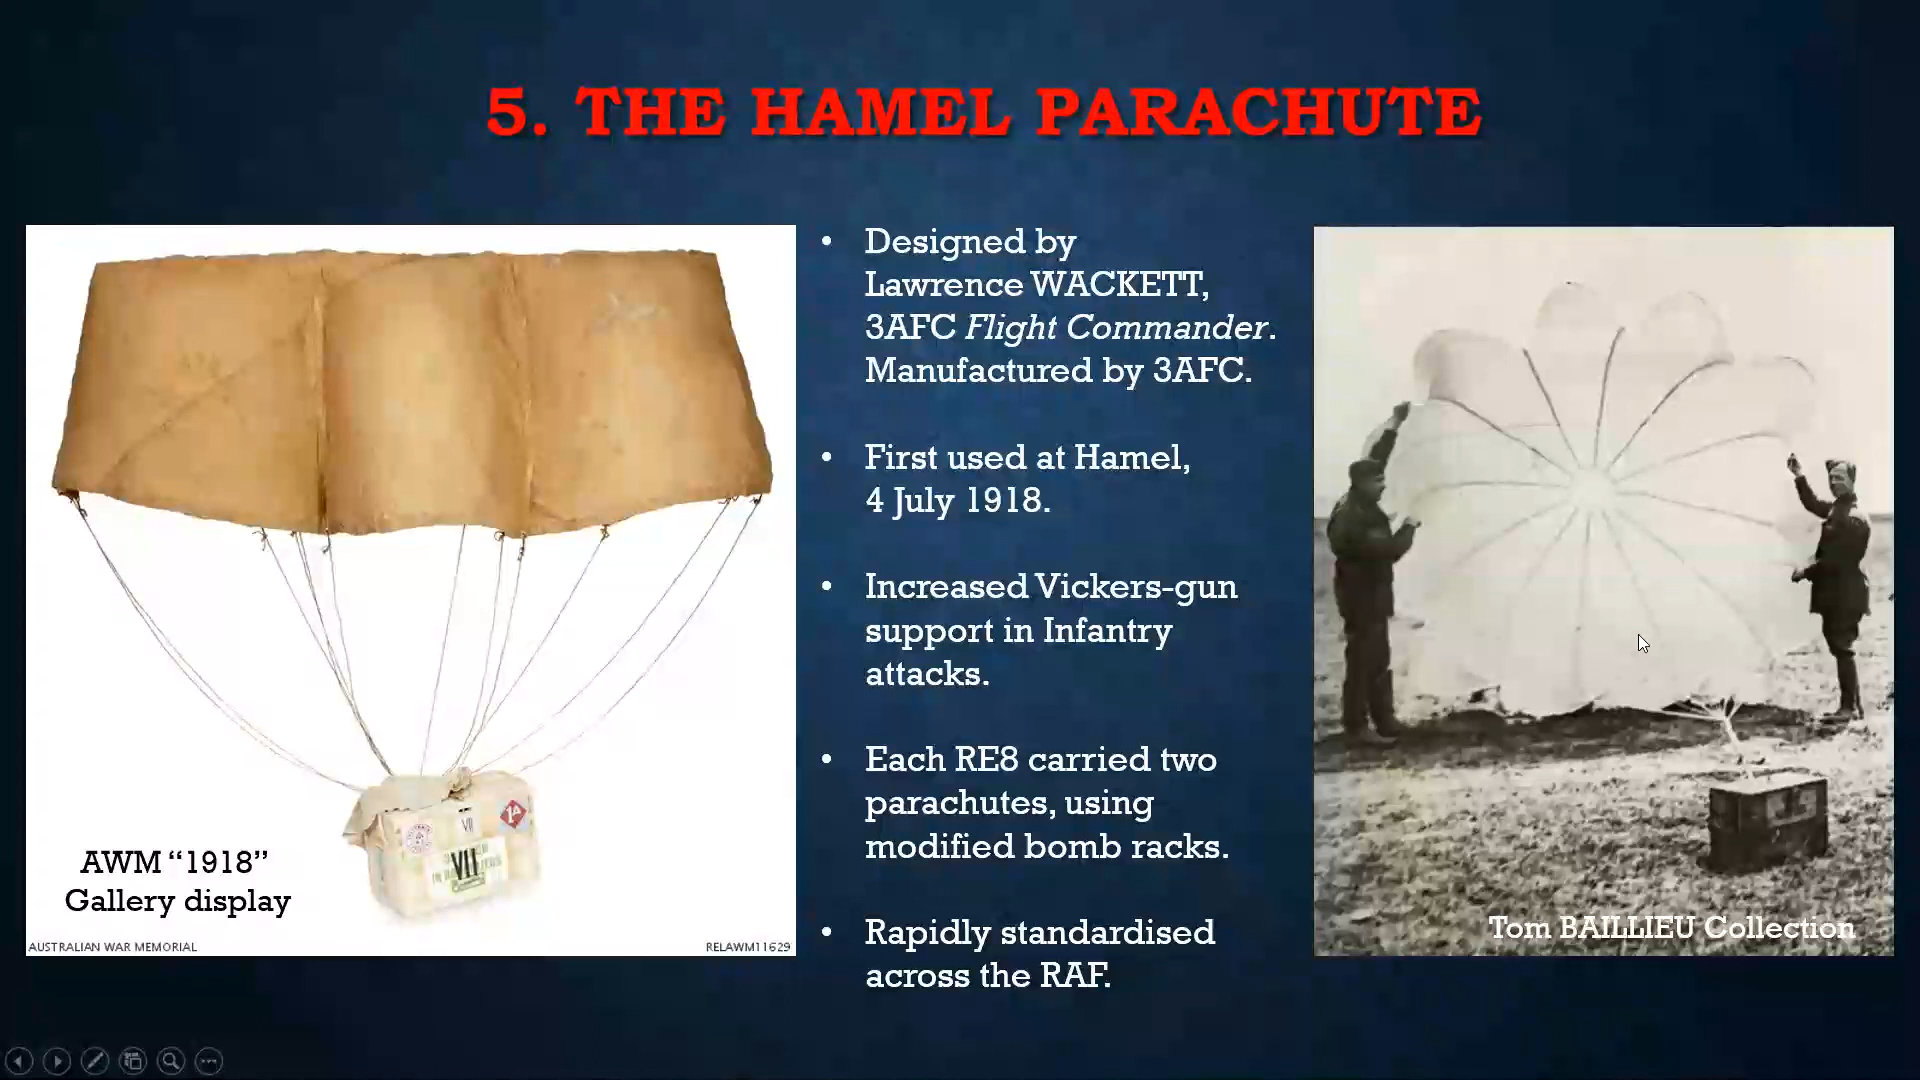 5. THE HAMEL PARACHUTE
• Designed by
Lawrence WACKETT,
3AFC Flight Commander.
Manufactured by 3AFC.
• First used at Hamel,
4 July 1918.
• Increased Vickers-gun
support in Infantry
attacks.
• Each RE8 carried two
parachutes, using
modified bomb racks.
• Rapidly standardised
across the RAF.
VII
VII
1A
AWM “1918”
Gallery display
AUSTRALIAN WAR MEMORIAL
RELAWM11629
Tom BAILLIEU Collection